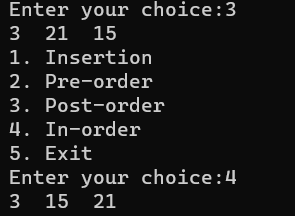 Enter your choice:3
3  21  15
1. Insertion
2. Pre-order
3. Post-order
4. In-order
5. Exit
Enter your choice:4
3  15  21